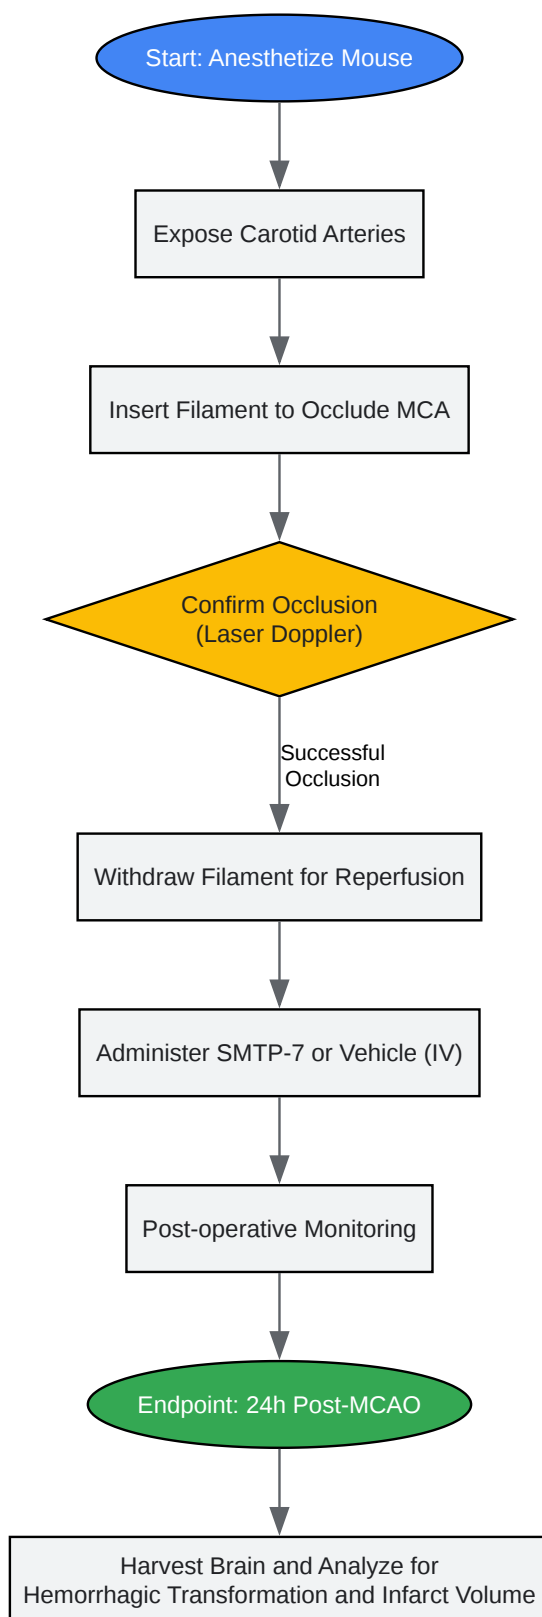 Start: Anesthetize Mouse
Expose Carotid Arteries
Insert Filament to Occlude MCA
Confirm Occlusion
(Laser Doppler)
Successful
Occlusion
Withdraw Filament for Reperfusion
Administer SMTP-7 or Vehicle (IV)
Post-operative Monitoring
Endpoint: 24h Post-MCAO
Harvest Brain and Analyze for
Hemorrhagic Transformation and Infarct Volume